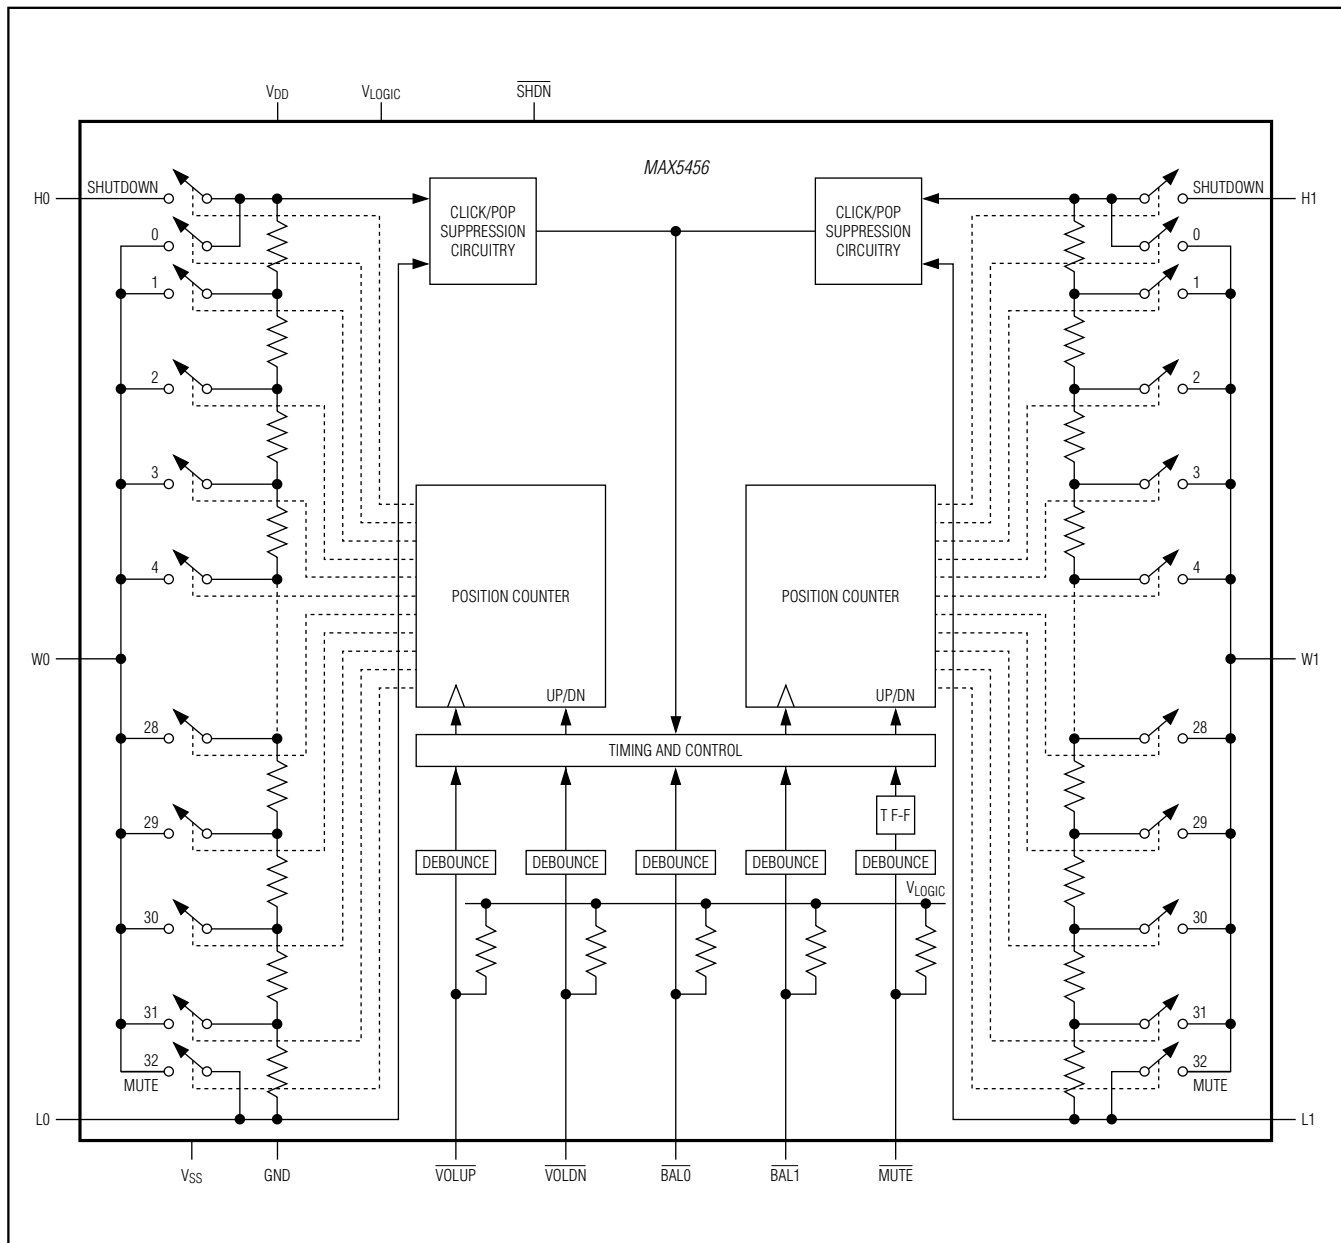 VDD VLOGIC SHDN
MAX5456
H0 SHUTDOWN
CLICK/POP
SUPPRESSION
CIRCUITRY
CLICK/POP
SUPPRESSION
CIRCUITRY
SHUTDOWN H1
0 0
1 1
2 2
3 3
4 4
POSITION COUNTER POSITION COUNTER
W0 W1
UP/DN UP/DN
28 28
TIMING AND CONTROL
T F-F
29 29
DEBOUNCE DEBOUNCE DEBOUNCE DEBOUNCE DEBOUNCE
VLOGIC
30 30
31 31
32 32
MUTE MUTE
L0 L1
VSS GND VOLUP VOLDN BAL0 BAL1 MUTE